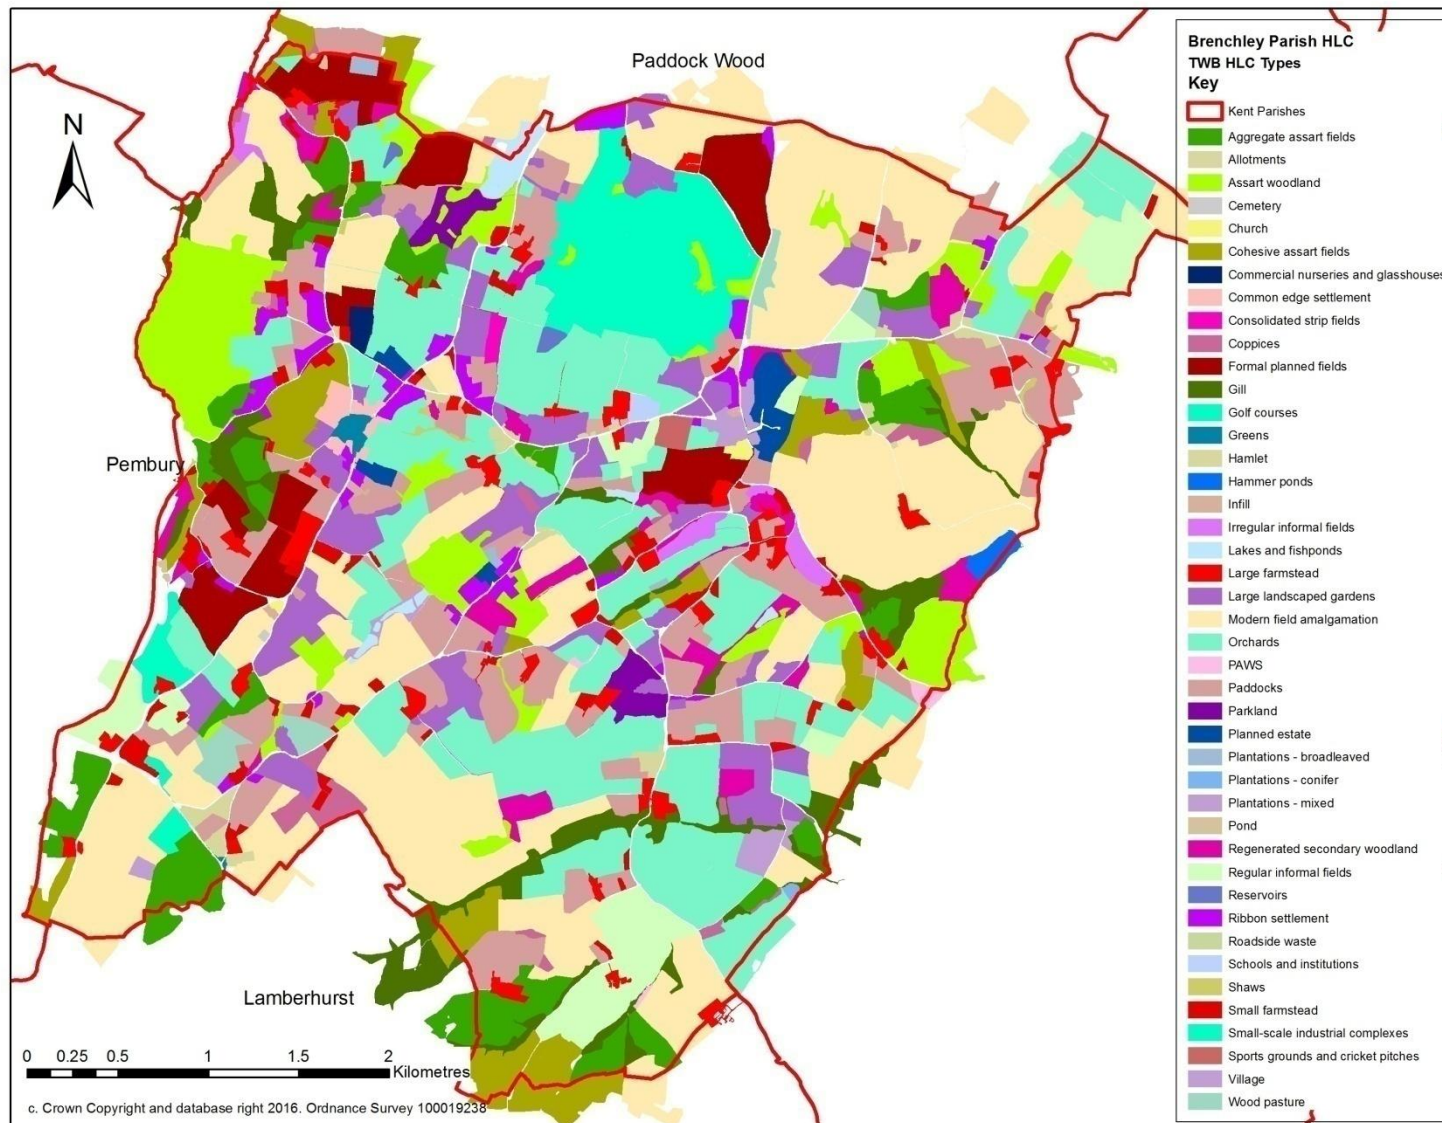 Paddock Wood
N
Pembury
Lamberhurst
0 0.25 0.5 1 1.5 2
Kilometres
c. Crown Copyright and database right 2016. Ordnance Survey 100019238
Brenchley Parish HLC
TWB HLC Types
Key
Kent Parishes
Aggregate assart fields
Allotments
Assart woodland
Cemetery
Church
Cohesive assart fields
Commercial nurseries and glasshouses
Common edge settlement
Consolidated strip fields
Coppices
Formal planned fields
Gill
Golf courses
Greens
Hamlet
Hammer ponds
Infill
Irregular informal fields
Lakes and fishponds
Large farmstead
Large landscaped gardens
Modern field amalgamation
Orchards
PAWS
Paddocks
Parkland
Planned estate
Plantations - broadleaved
Plantations - conifer
Plantations - mixed
Pond
Regenerated secondary woodland
Regular informal fields
Reservoirs
Ribbon settlement
Roadside waste
Schools and institutions
Shaws
Small farmstead
Small-scale industrial complexes
Sports grounds and cricket pitches
Village
Wood pasture